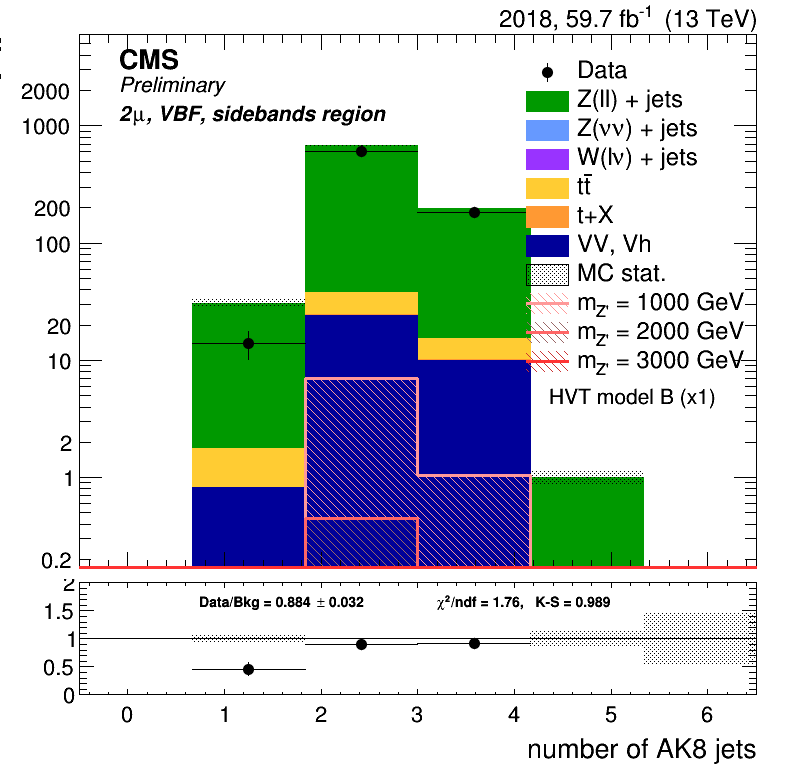 2018, 59.7 fb⁻¹ (13 TeV)
CMS
Preliminary
2μ, VBF, sidebands region
Data
Z(ll) + jets
Z(νν) + jets
W(lν) + jets
tt̄
t+X
VV, Vh
MC stat.
m_Z' = 1000 GeV
m_Z' = 2000 GeV
m_Z' = 3000 GeV
HVT model B (x1)
2000
1000
200
100
20
10
2
1
0.2
Data/Bkg = 0.884 ± 0.032
χ²/ndf = 1.76, K-S = 0.989
2
1.5
1
0.5
0
0 1 2 3 4 5 6
number of AK8 jets